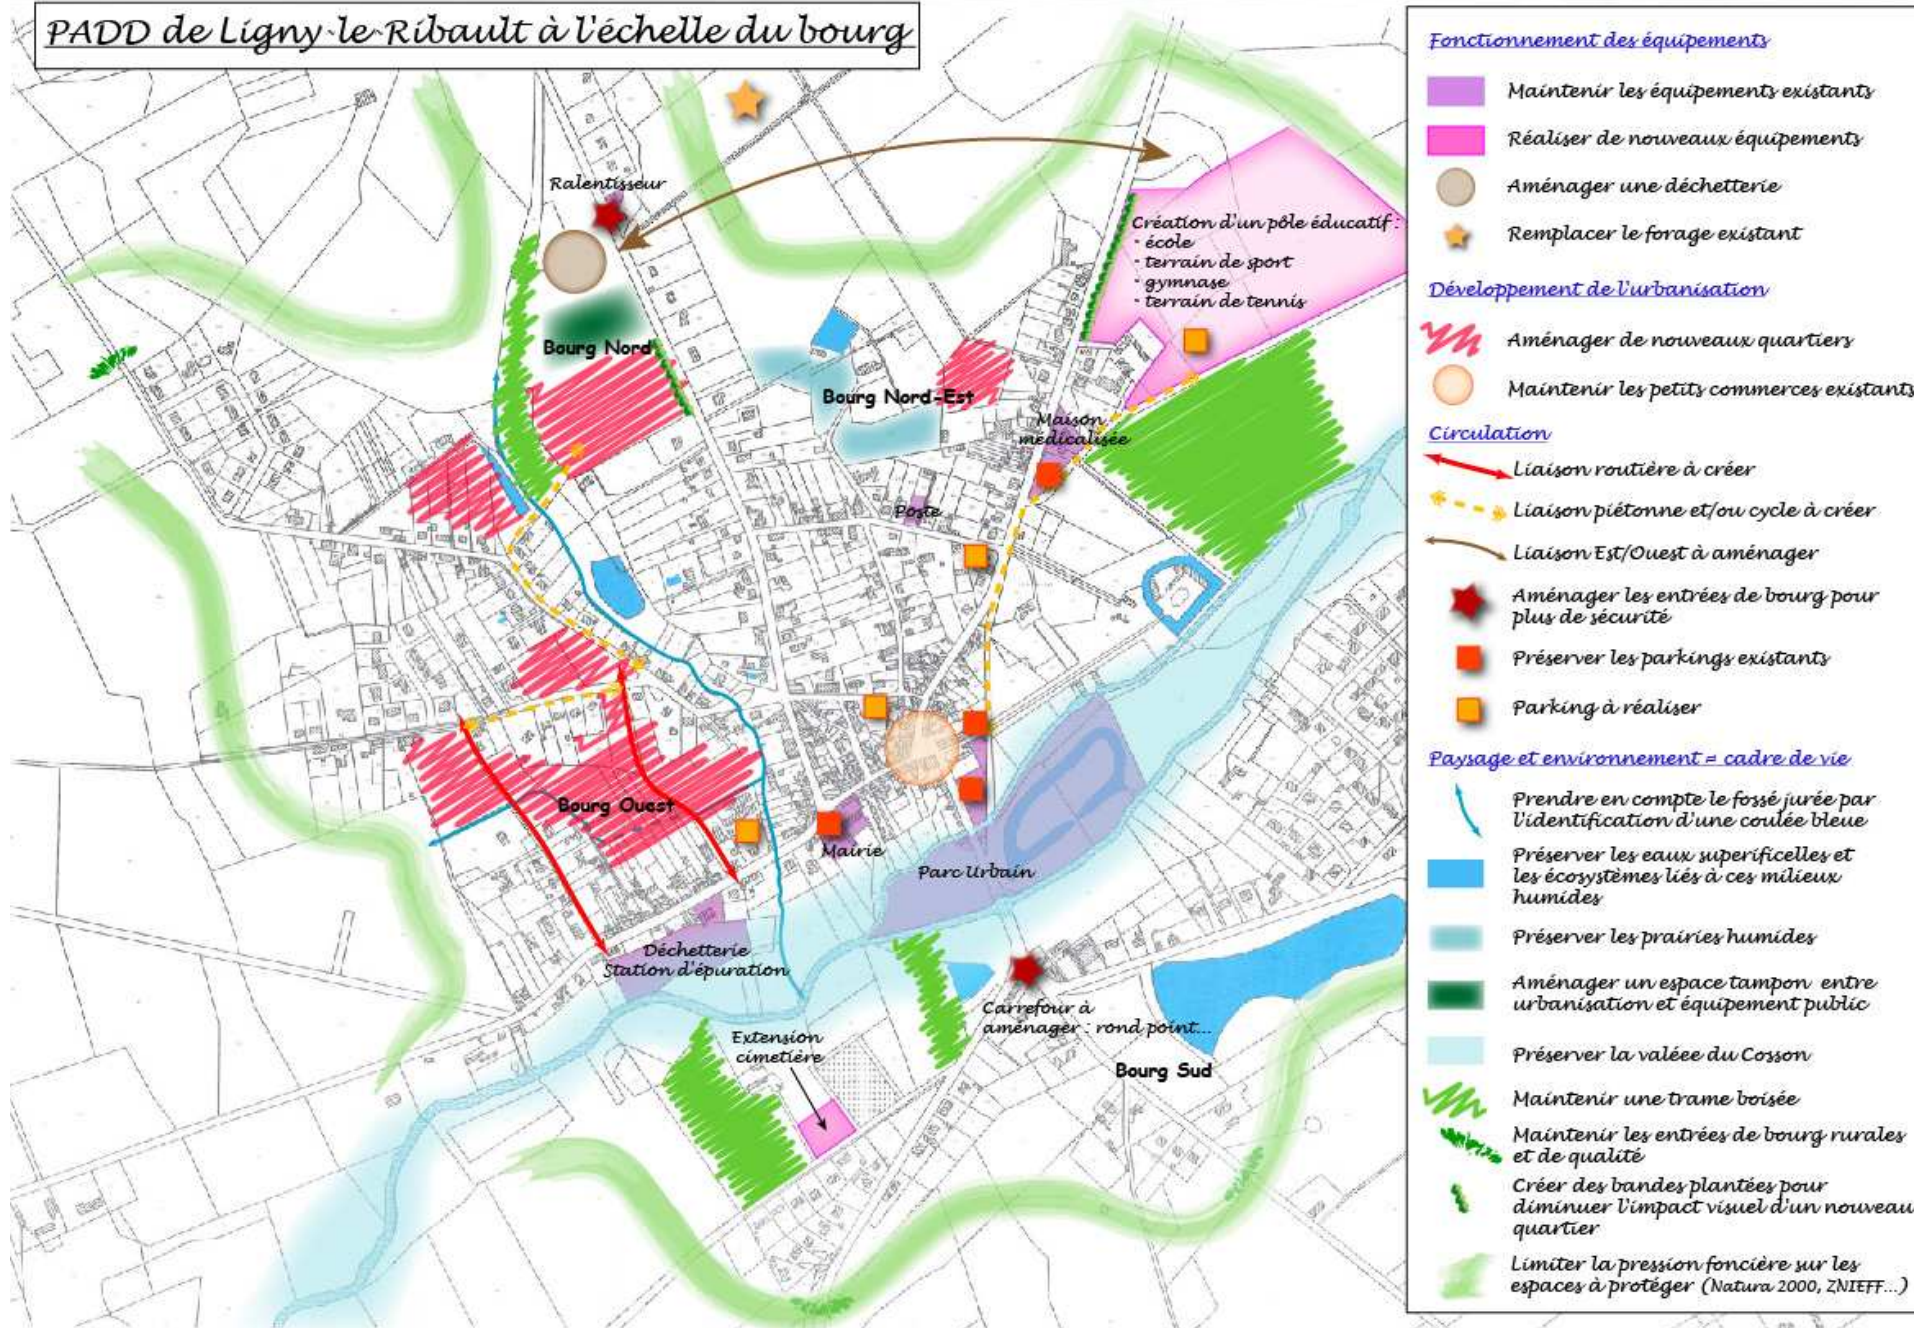 PADD de Ligny-le-Ribault à l'échelle du bourg
Ralentisseur
Création d'un pôle éducatif :
- école
- terrain de sport
- gymnase
- terrain de tennis
Bourg Nord
Bourg Nord-Est
Maison
médicalisée
Poste
Bourg Ouest
Mairie
Parc Urbain
Déchetterie
Station d'épuration
Carrefour à
aménager : rond point...
Extension
cimetière
Bourg Sud
Fonctionnement des équipements
Maintenir les équipements existants
Réaliser de nouveaux équipements
Aménager une déchetterie
Remplacer le forage existant
Développement de l'urbanisation
Aménager de nouveaux quartiers
Maintenir les petits commerces existants
Circulation
Liaison routière à créer
Liaison piétonne et/ou cycle à créer
Liaison Est/Ouest à aménager
Aménager les entrées de bourg pour
plus de sécurité
Préserver les parkings existants
Parking à réaliser
Paysage et environnement = cadre de vie
Prendre en compte le fossé jurée par
l'identification d'une coulée bleue
Préserver les eaux superificelles et
les écosystèmes liés à ces milieux
humides
Préserver les prairies humides
Aménager un espace tampon entre
urbanisation et équipement public
Préserver la valéee du Cosson
Maintenir une trame boisée
Maintenir les entrées de bourg rurales
et de qualité
Créer des bandes plantées pour
diminuer l'impact visuel d'un nouveau
quartier
Limiter la pression foncière sur les
espaces à protéger (Natura 2000, ZNIEFF...)